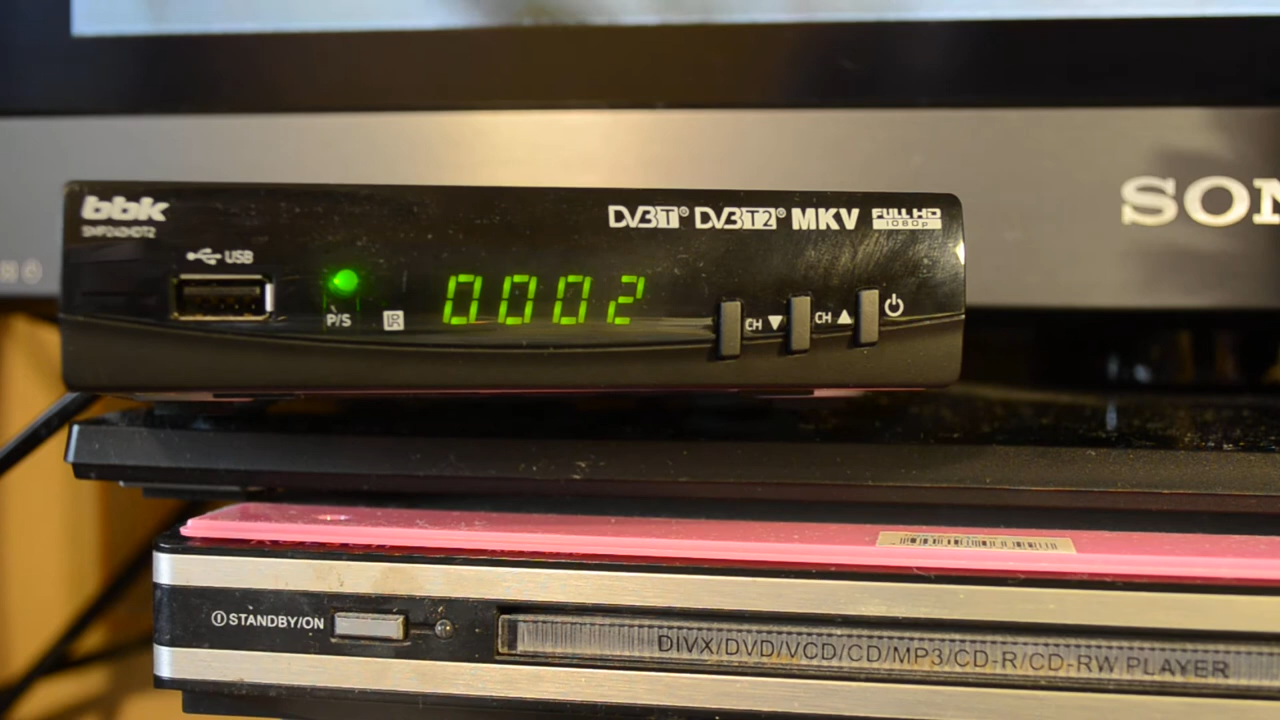 SON
bbk
SMP240HDT2
DVB T® DVB T2® MKV FULL HD 1080p
USB
P/S
0002
CH ▼ CH ▲
STANDBY/ON
DIVX/DVD/VCD/CD/MP3/CD-R/CD-RW PLAYER